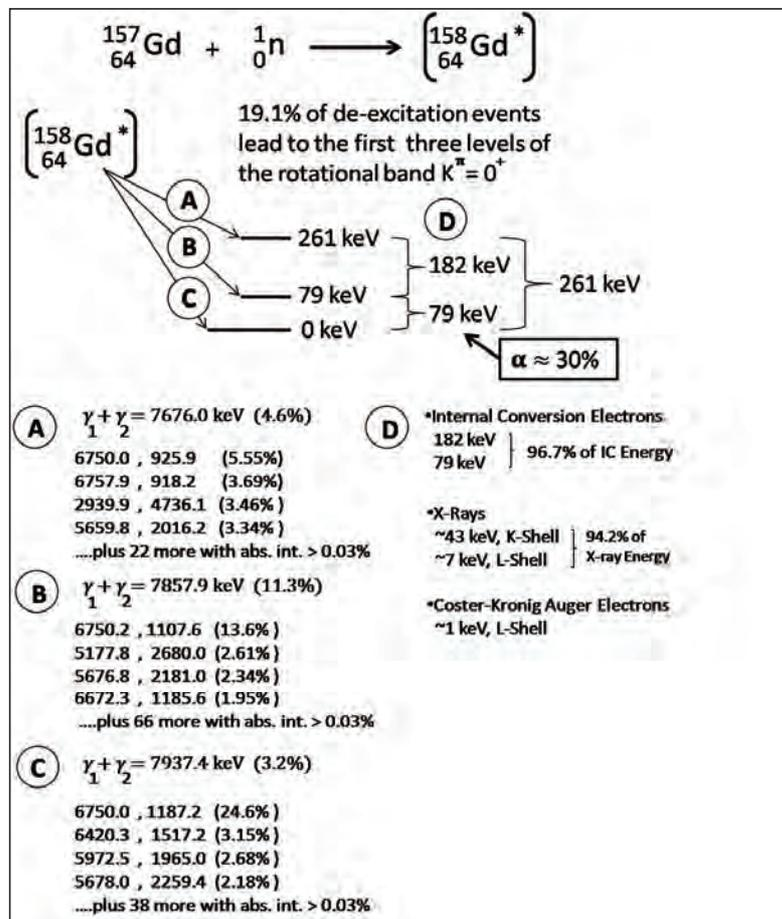 157 64 Gd + 1 0 n ⟶ [158 64 Gd *]
19.1% of de-excitation events
lead to the first three levels of
the rotational band K^π= 0^+
[158 64 Gd *]
A
B
C
D
261 keV
79 keV
0 keV
182 keV
79 keV
261 keV
α ≈ 30%
A γ1 + γ2 = 7676.0 keV (4.6%)
6750.0 , 925.9 (5.55%)
6757.9 , 918.2 (3.69%)
2939.9 , 4736.1 (3.46%)
5659.8 , 2016.2 (3.34%)
....plus 22 more with abs. int. > 0.03%
B γ1 + γ2 = 7857.9 keV (11.3%)
6750.2 , 1107.6 (13.6%)
5177.8 , 2680.0 (2.61%)
5676.8 , 2181.0 (2.34%)
6672.3 , 1185.6 (1.95%)
....plus 66 more with abs. int. > 0.03%
C γ1 + γ2 = 7937.4 keV (3.2%)
6750.0 , 1187.2 (24.6%)
6420.3 , 1517.2 (3.15%)
5972.5 , 1965.0 (2.68%)
5678.0 , 2259.4 (2.18%)
....plus 38 more with abs. int. > 0.03%
D •Internal Conversion Electrons
182 keV
79 keV
96.7% of IC Energy
•X-Rays
~43 keV, K-Shell
~7 keV, L-Shell
94.2% of
X-ray Energy
•Coster-Kronig Auger Electrons
~1 keV, L-Shell